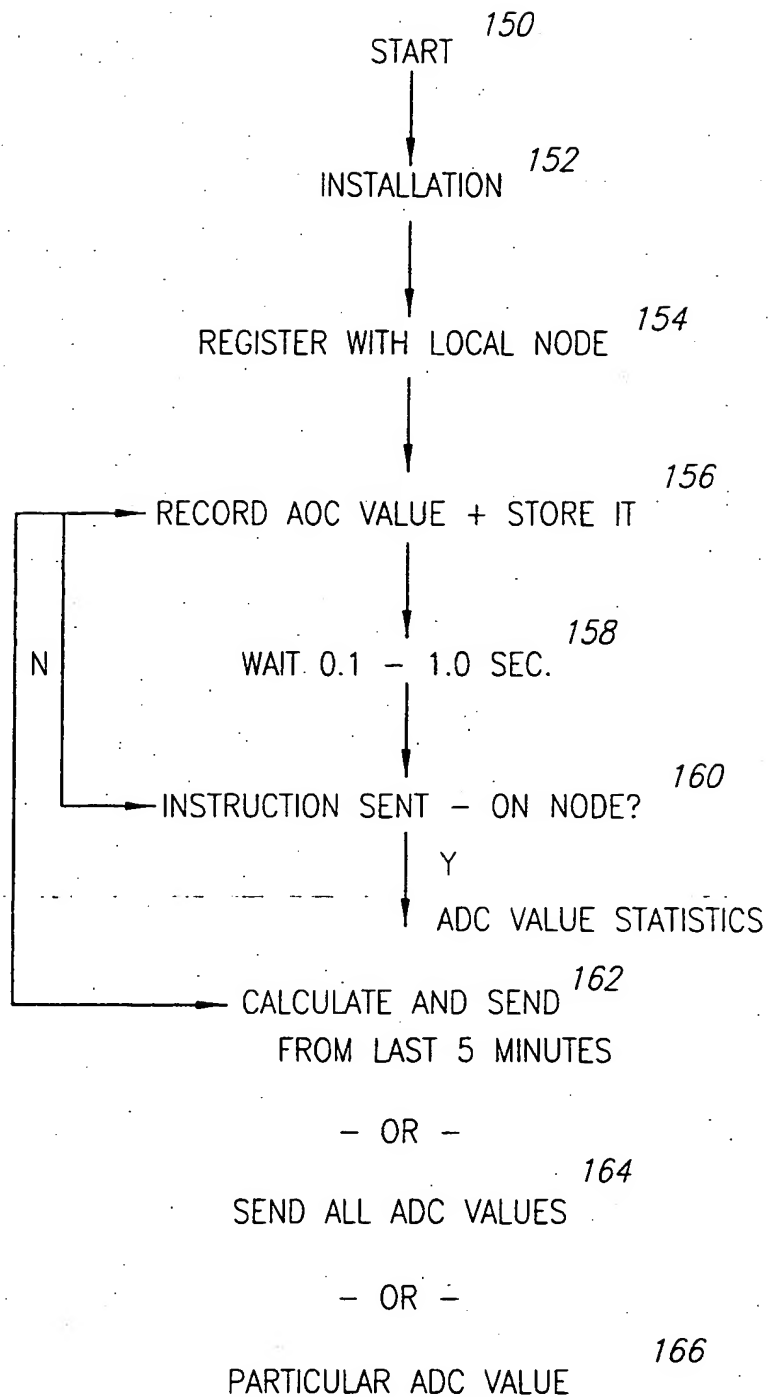 150
START
152
INSTALLATION
154
REGISTER WITH LOCAL NODE
156
RECORD AOC VALUE + STORE IT
158
N
WAIT 0.1 - 1.0 SEC.
160
INSTRUCTION SENT - ON NODE?
Y
ADC VALUE STATISTICS
162
CALCULATE AND SEND
FROM LAST 5 MINUTES
- OR -
164
SEND ALL ADC VALUES
- OR -
166
PARTICULAR ADC VALUE